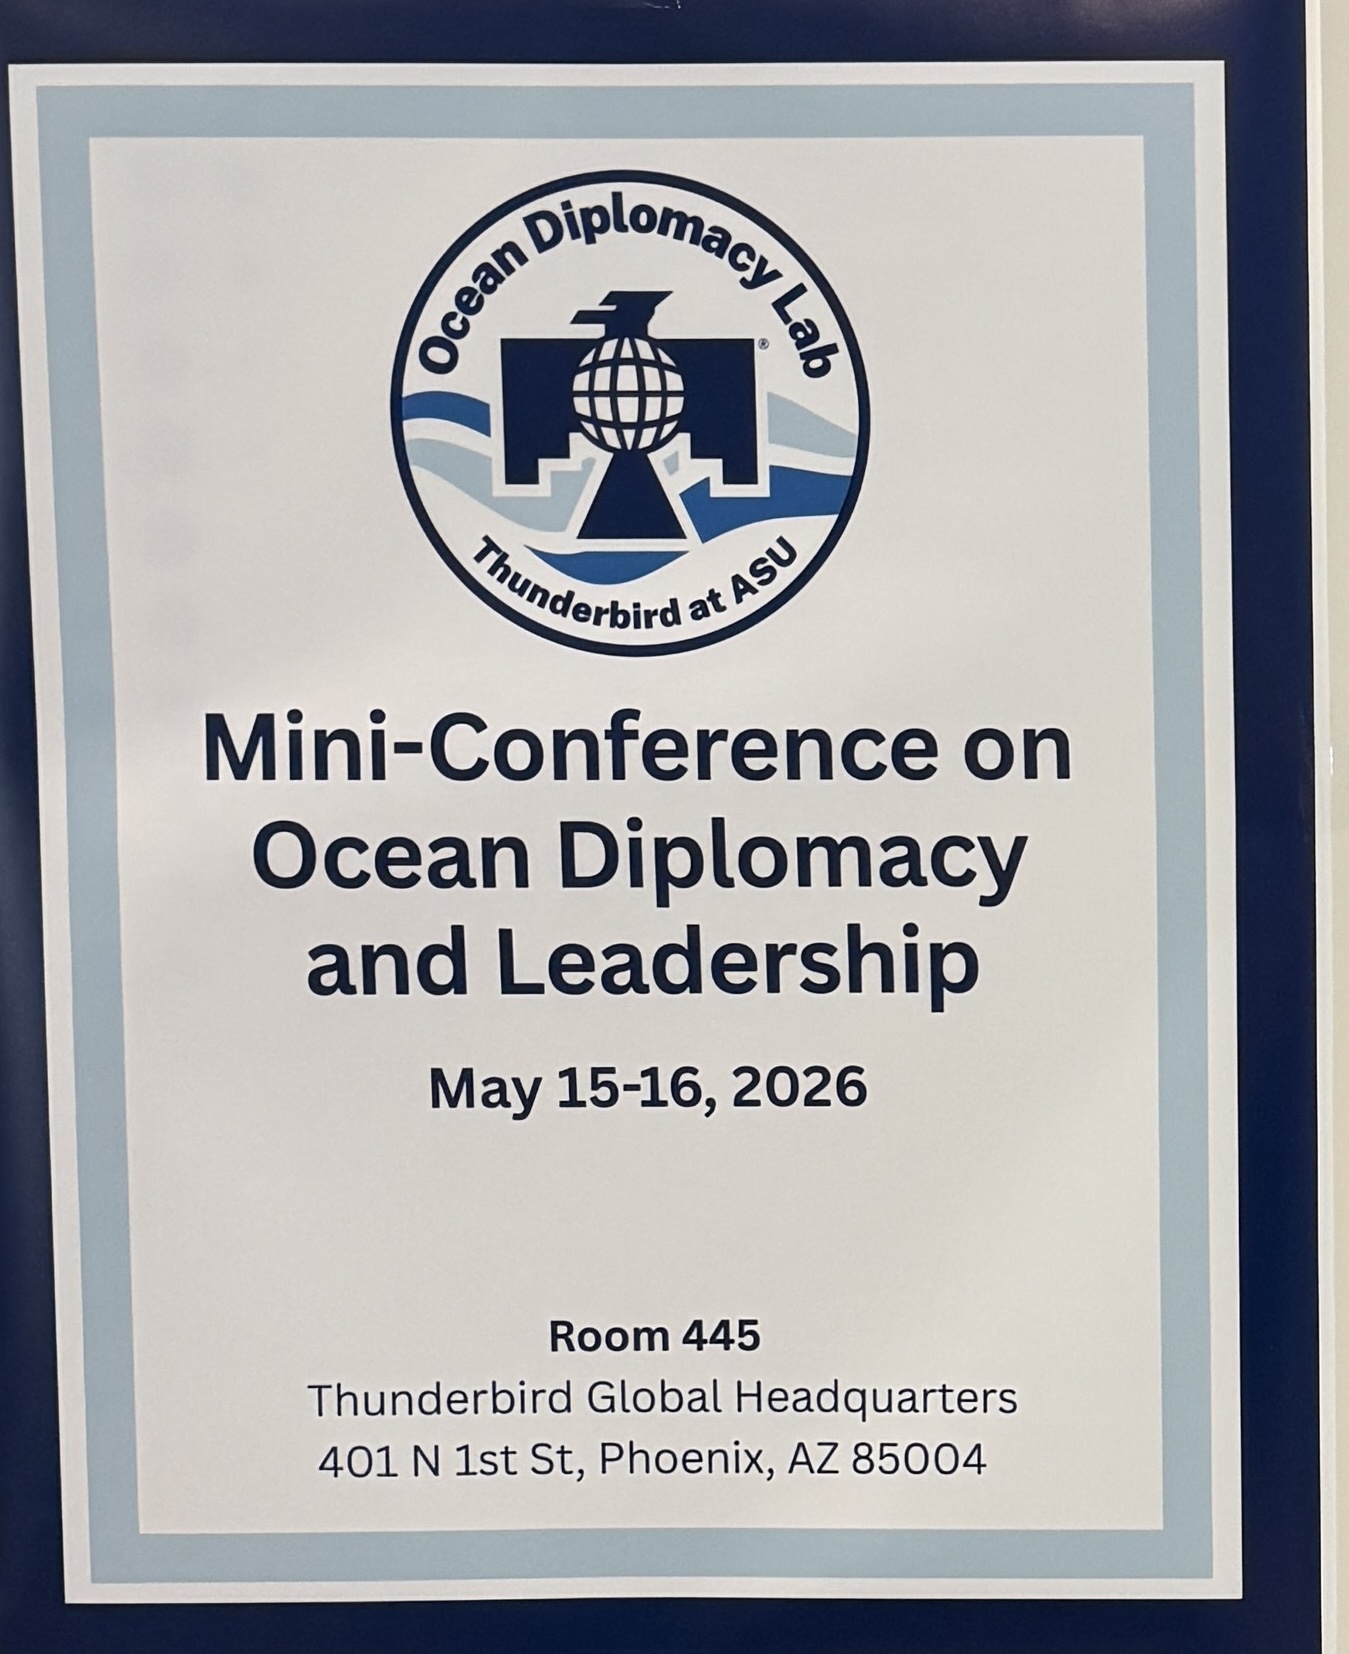 Ocean Diplomacy Lab
®
Thunderbird at ASU
Mini-Conference on
Ocean Diplomacy
and Leadership
May 15-16, 2026
Room 445
Thunderbird Global Headquarters
401 N 1st St, Phoenix, AZ 85004